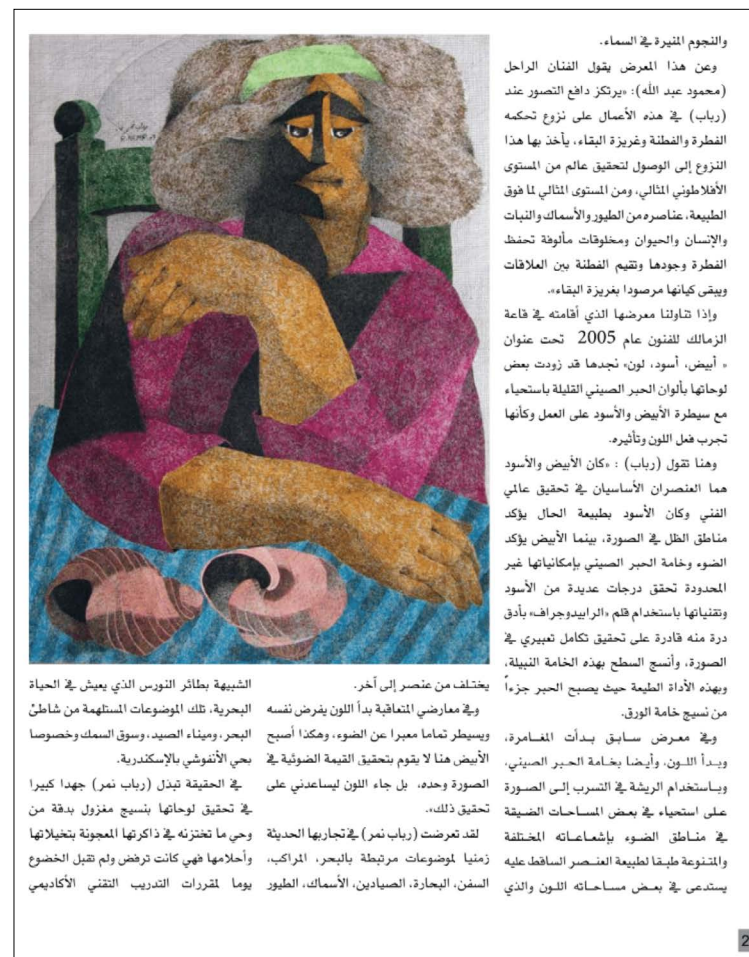 والنجوم المنيرة في السماء.
وعن هذا المعرض يقول الفنان الراحل
(محمود عبد الله): «يرتكز دافع التصور عند
(رباب) في هذه الأعمال على نزوع تحكمه
الفطرة والفطنة وغريزة البقاء، يأخذ بها هذا
النزوع إلى الوصول لتحقيق عالم من المستوى
الأفلاطوني المثالي، ومن المستوى المثالي لما فوق
الطبيعة، عناصره من الطيور والأسماك والنبات
والإنسان والحيوان ومخلوقات مألوفة تحفظ
الفطرة وجودها وتقيم الفطنة بين العلاقات
ويبقى كيانها مرصودا بغريزة البقاء».
وإذا تناولنا معرضها الذي أقامته في قاعة
الزمالك للفنون عام 2005 تحت عنوان
« أبيض، أسود، لون» نجدها قد زودت بعض
لوحاتها بألوان الحبر الصيني القليلة باستحياء
مع سيطرة الأبيض والأسود على العمل وكأنها
تجرب فعل اللون وتأثيره.
وهنا تقول (رباب) : «كان الأبيض والأسود
هما العنصران الأساسيان في تحقيق عالمي
الفني وكان الأسود بطبيعة الحال يؤكد
مناطق الظل في الصورة، بينما الأبيض يؤكد
الضوء وخامة الحبر الصيني بإمكانياتها غير
المحدودة تحقق درجات عديدة من الأسود
وتقنياتها باستخدام قلم «الرابيدوجراف» بأدق
درة منه قادرة على تحقيق تكامل تعبيري في
الصورة، وأنسج السطح بهذه الخامة النبيلة،
وبهذه الأداة الطيعة حيث يصبح الحبر جزءاً
من نسيج خامة الورق.
وفي معرض سابق بدأت المغامرة،
وبدأ اللون، وأيضا بخامة الحبر الصيني،
وباستخدام الريشة في التسرب إلى الصورة
على استحياء في بعض المساحات الضيقة
في مناطق الضوء بإشعاعاته المختلفة
والمتنوعة طبقا لطبيعة العنصر الساقط عليه
يستدعى في بعض مساحاته اللون والذي
يختلف من عنصر إلى آخر.
وفي معارضي المتعاقبة بدأ اللون يفرض نفسه
ويسيطر تماما معبرا عن الضوء، وهكذا أصبح
الأبيض هنا لا يقوم بتحقيق القيمة الضوئية في
الصورة وحده، بل جاء اللون ليساعدني على
تحقيق ذلك».
لقد تعرضت (رباب نمر) في تجاربها الحديثة
زمنيا لموضوعات مرتبطة بالبحر، المراكب،
السفن، البحارة، الصيادين، الأسماك، الطيور
الشبيهة بطائر النورس الذي يعيش في الحياة
البحرية، تلك الموضوعات المستلهمة من شاطئ
البحر، وميناء الصيد، وسوق السمك وخصوصا
بحي الأنفوشي بالإسكندرية.
في الحقيقة تبذل (رباب نمر) جهدا كبيرا
في تحقيق لوحاتها بنسيج مغزول بدقة من
وحي ما تختزنه في ذاكرتها المعجونة بتخيلاتها
وأحلامها فهي كانت ترفض ولم تقبل الخضوع
يوما لمقررات التدريب التقني الأكاديمي
2